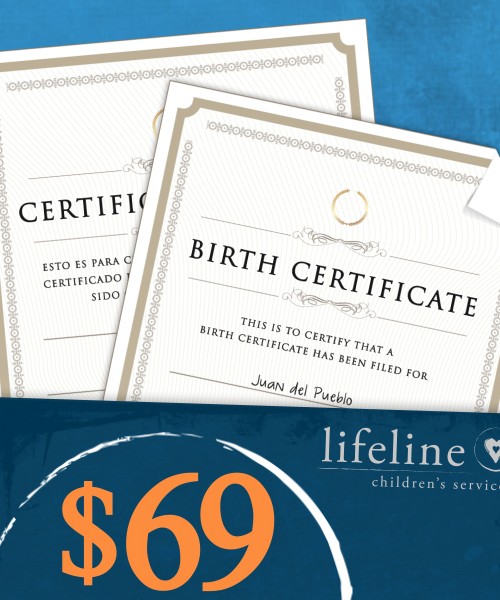 CERTIFIC
ESTO ES PARA C
CERTIFICADO
SIDO
BIRTH CERTIFICATE
THIS IS TO CERTIFY THAT A
BIRTH CERTIFICATE HAS BEEN FILED FOR
Juan del Pueblo
lifeline
children's service
$69